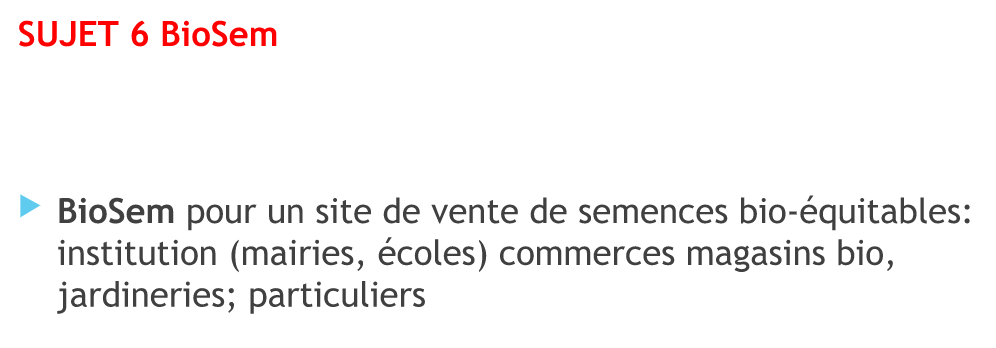 SUJET 6 BioSem
BioSem pour un site de vente de semences bio-équitables:
institution (mairies, écoles) commerces magasins bio,
jardineries; particuliers